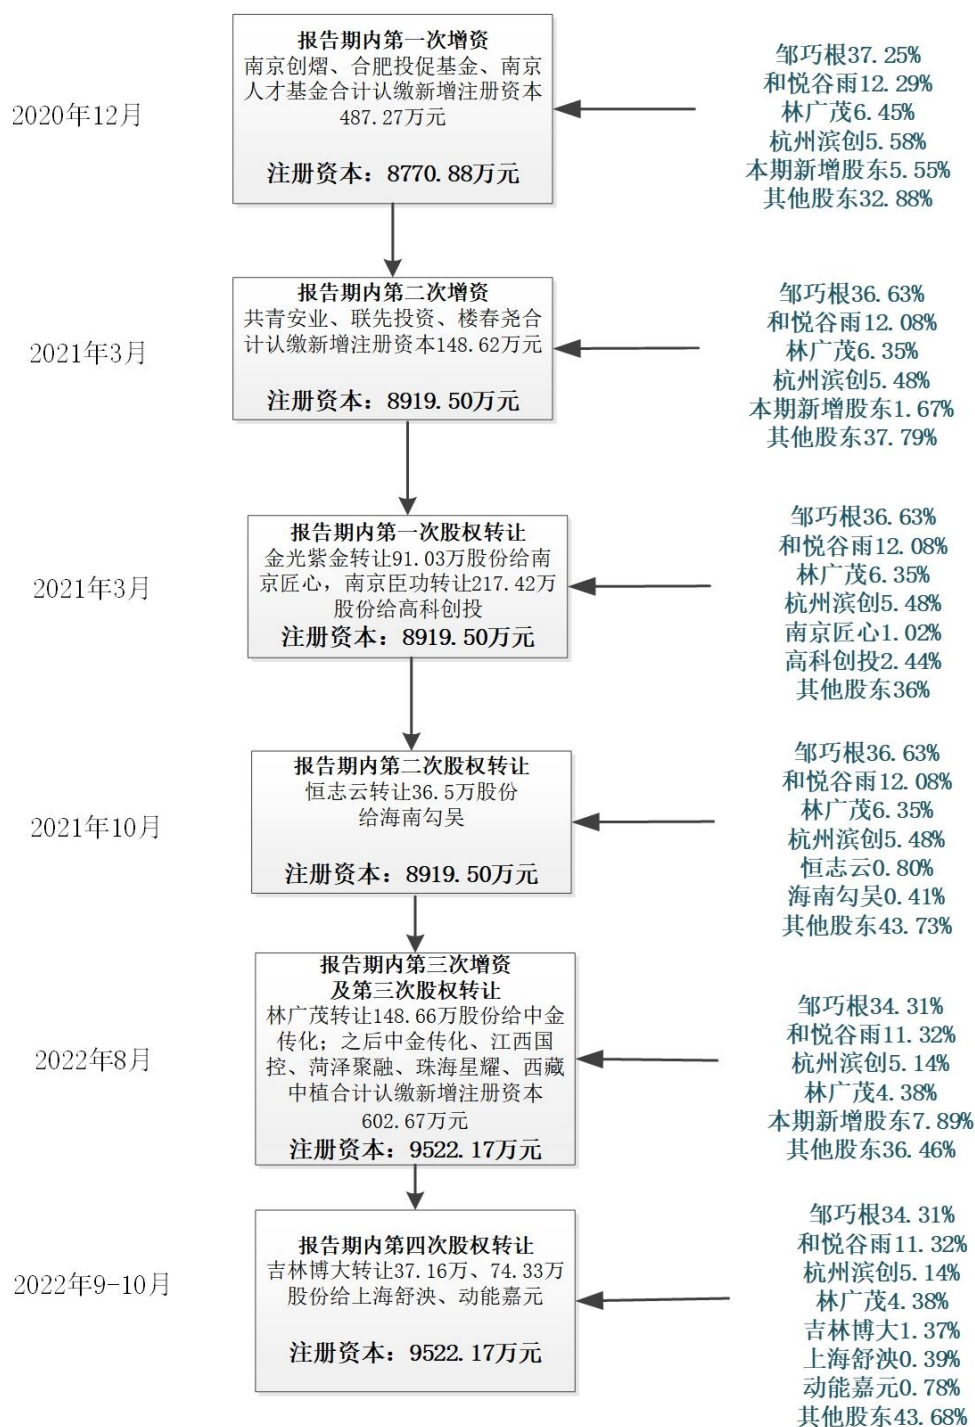 2020年12月
报告期内第一次增资
南京创熠、合肥投促基金、南京
人才基金合计认缴新增注册资本
487.27万元
注册资本：8770.88万元
邹巧根37.25%
和悦谷雨12.29%
林广茂6.45%
杭州滨创5.58%
本期新增股东5.55%
其他股东32.88%
2021年3月
报告期内第二次增资
共青安业、联先投资、楼春尧合
计认缴新增注册资本148.62万元
注册资本：8919.50万元
邹巧根36.63%
和悦谷雨12.08%
林广茂6.35%
杭州滨创5.48%
本期新增股东1.67%
其他股东37.79%
2021年3月
报告期内第一次股权转让
金光紫金转让91.03万股份给南
京匠心，南京臣功转让217.42万
股份给高科创投
注册资本：8919.50万元
邹巧根36.63%
和悦谷雨12.08%
林广茂6.35%
杭州滨创5.48%
南京匠心1.02%
高科创投2.44%
其他股东36%
2021年10月
报告期内第二次股权转让
恒志云转让36.5万股份
给海南勾吴
注册资本：8919.50万元
邹巧根36.63%
和悦谷雨12.08%
林广茂6.35%
杭州滨创5.48%
恒志云0.80%
海南勾吴0.41%
其他股东43.73%
2022年8月
报告期内第三次增资
及第三次股权转让
林广茂转让148.66万股份给中金
传化；之后中金传化、江西国
控、菏泽聚融、珠海星耀、西藏
中植合计认缴新增注册资本
602.67万元
注册资本：9522.17万元
邹巧根34.31%
和悦谷雨11.32%
杭州滨创5.14%
林广茂4.38%
本期新增股东7.89%
其他股东36.46%
2022年9-10月
报告期内第四次股权转让
吉林博大转让37.16万、74.33万
股份给上海舒泱、动能嘉元
注册资本：9522.17万元
邹巧根34.31%
和悦谷雨11.32%
杭州滨创5.14%
林广茂4.38%
吉林博大1.37%
上海舒泱0.39%
动能嘉元0.78%
其他股东43.68%